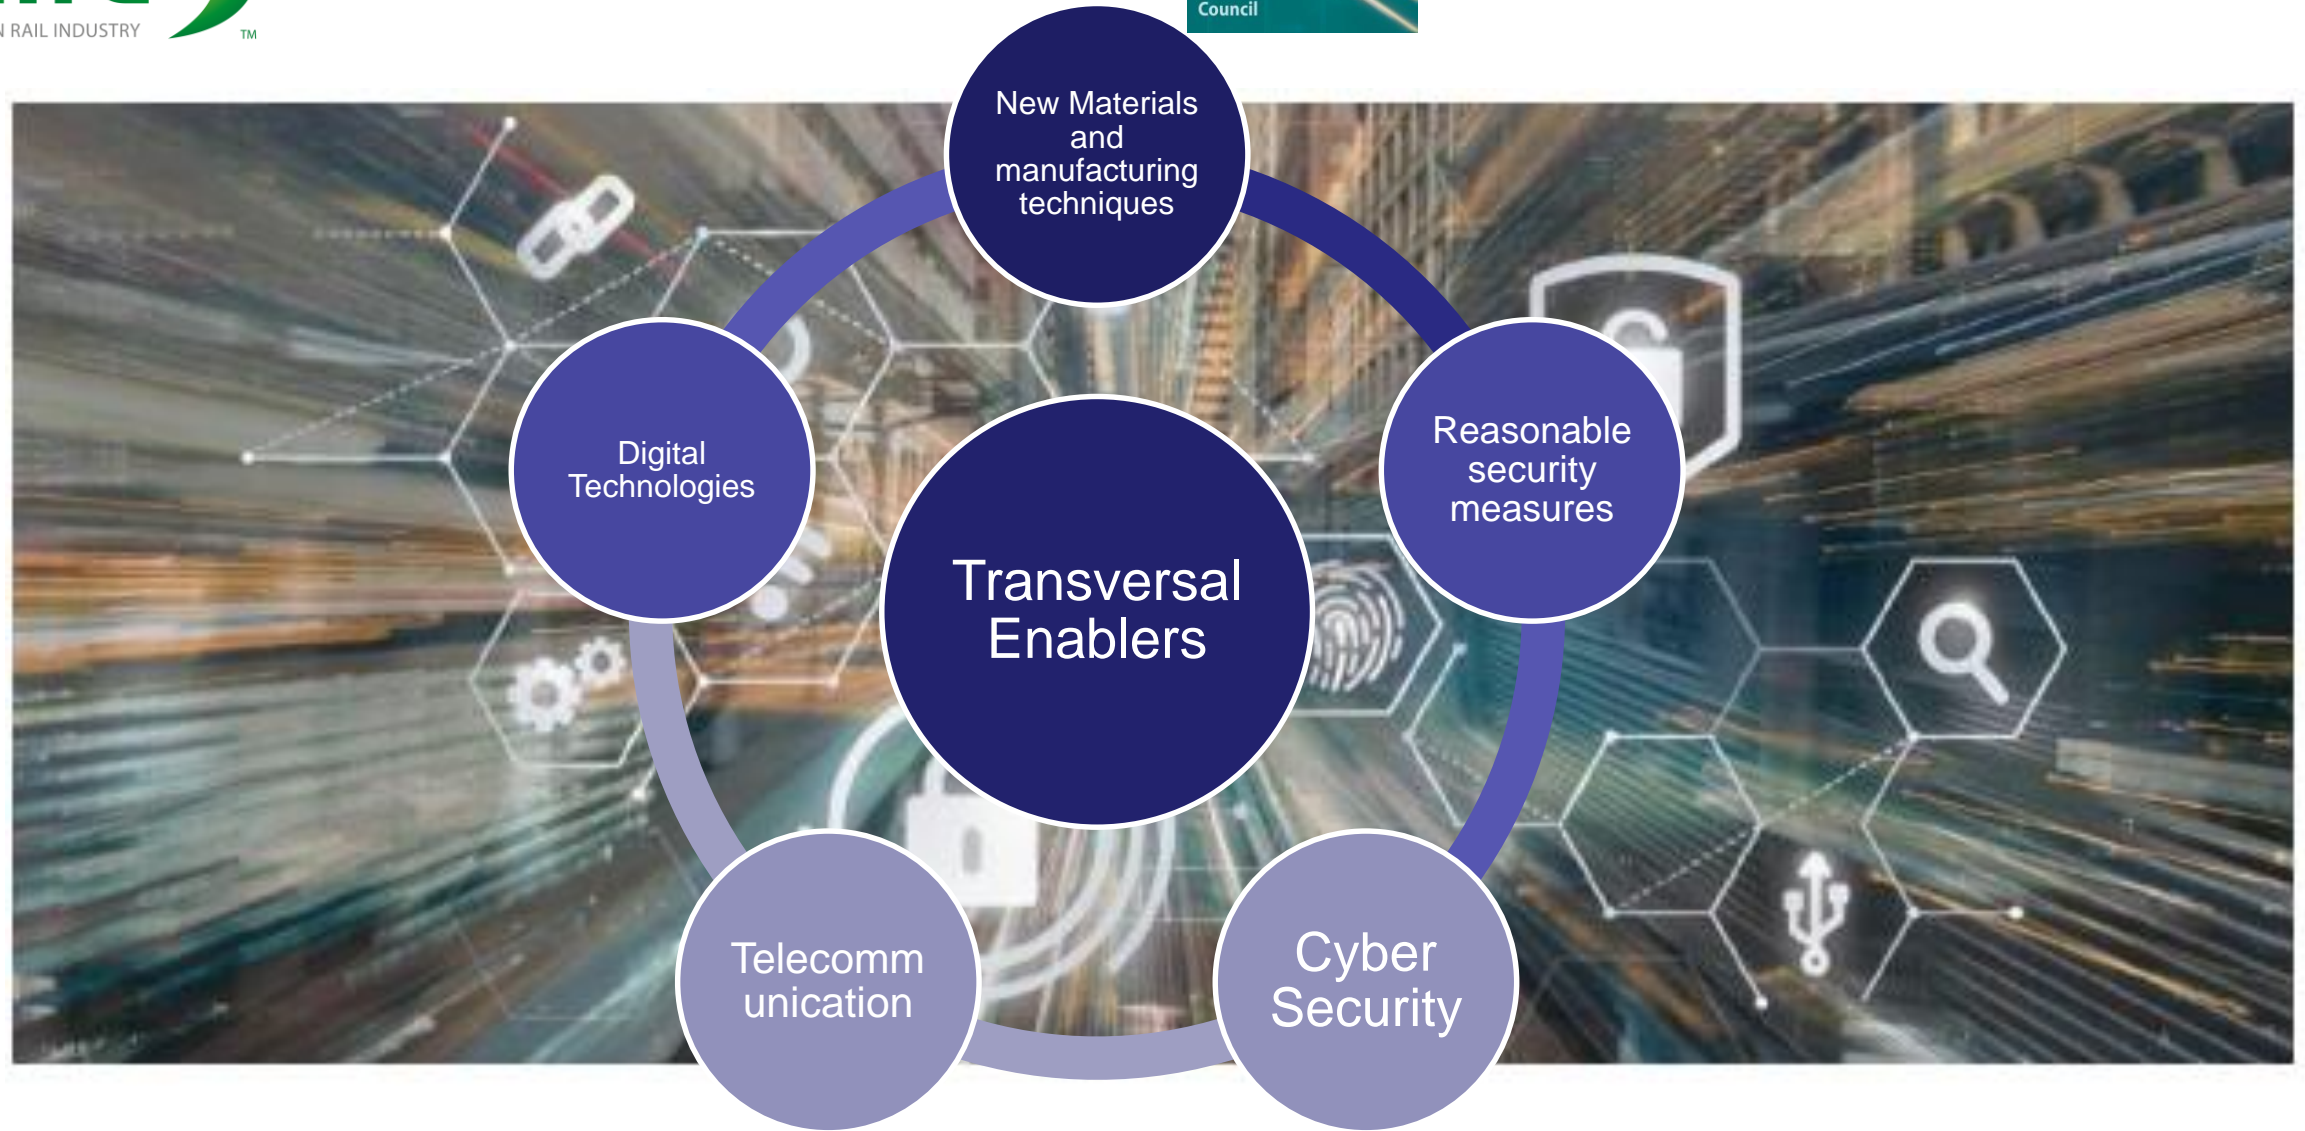 RAIL INDUSTRY
TM
Council
New Materials
and
manufacturing
techniques
Digital
Technologies
Reasonable
security
measures
Transversal
Enablers
Telecomm
unication
Cyber
Security